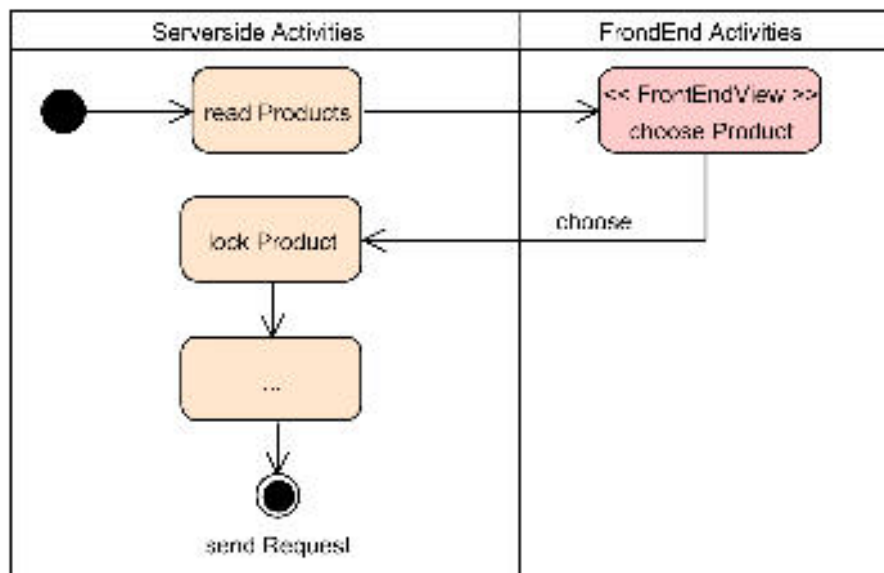 Serverside Activities
FrondEnd Activities
read Products
<< FrontEndView >>
choose Product
choose
lock Product
...
send Request